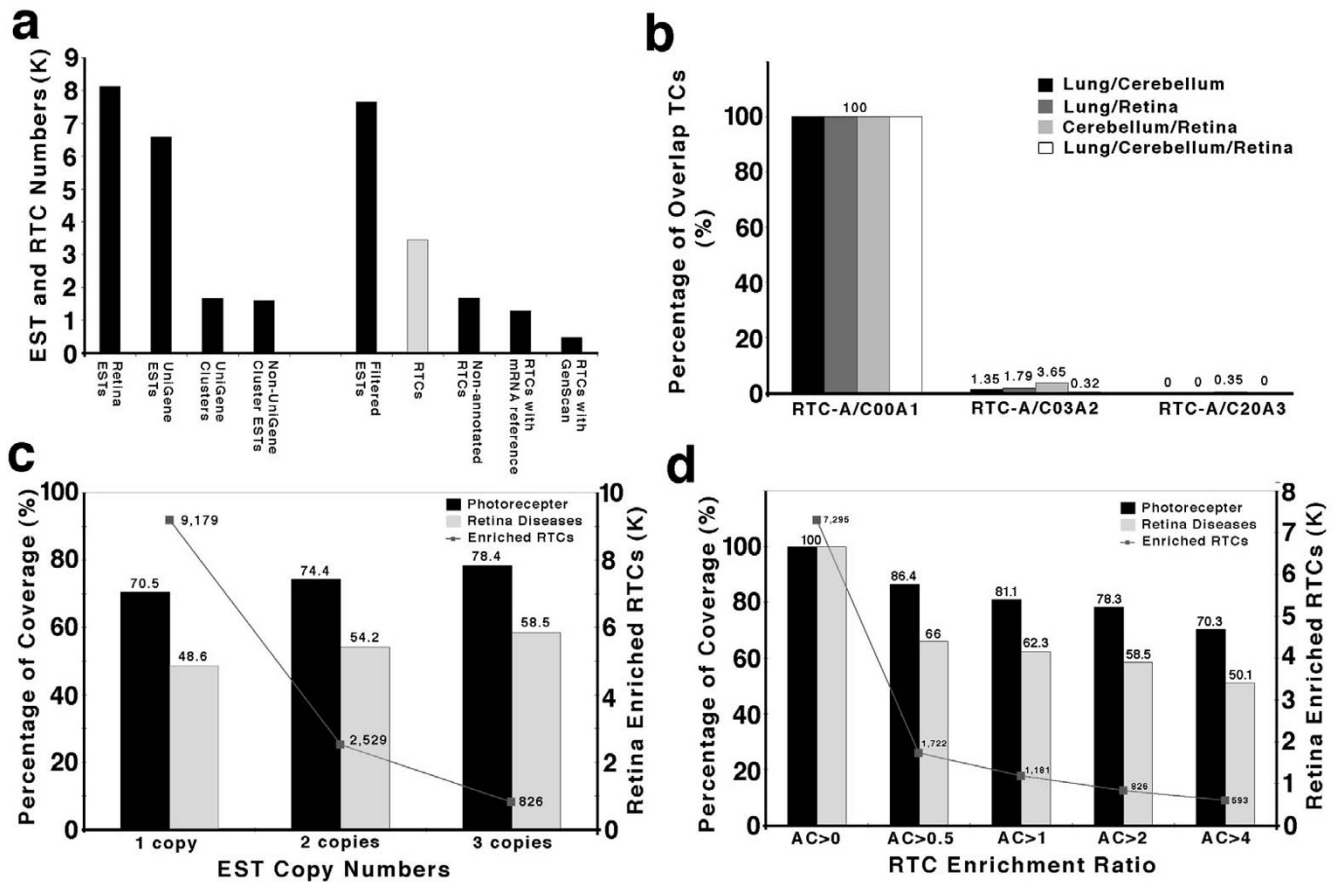 a
EST and RTC Numbers (K)
9
8
7
6
5
4
3
2
1
0
Retina
ESTs
UniGene
ESTs
UniGene
Clusters
Non-UniGene
Cluster ESTs
Filtered
ESTs
RTCs
Non-annotated
RTCs
RTCs with
mRNA reference
RTCs with
GenScan
b
Percentage of Overlap TCs
(%)
100
80
60
40
20
0
Lung/Cerebellum
Lung/Retina
Cerebellum/Retina
Lung/Cerebellum/Retina
100
1.35 1.79 3.65 0.32
0 0 0.35 0
RTC-A/C00A1 RTC-A/C03A2 RTC-A/C20A3
c
Percentage of Coverage (%)
100
80
60
40
20
0
Photorecepter
Retina Diseases
Enriched RTCs
9,179
2,529
826
70.5
48.6
74.4
54.2
78.4
58.5
10
8
6
4
2
0
Retina Enriched RTCs (K)
1 copy 2 copies 3 copies
EST Copy Numbers
d
Percentage of Coverage (%)
100
80
60
40
20
0
Photorecepter
Retina Diseases
Enriched RTCs
7,295
1,722
1,181
826
593
100
86.4
66
81.1
62.3
78.3
58.5
70.3
50.1
8
7
6
5
4
3
2
1
0
Retina Enriched RTCs (K)
AC>0 AC>0.5 AC>1 AC>2 AC>4
RTC Enrichment Ratio